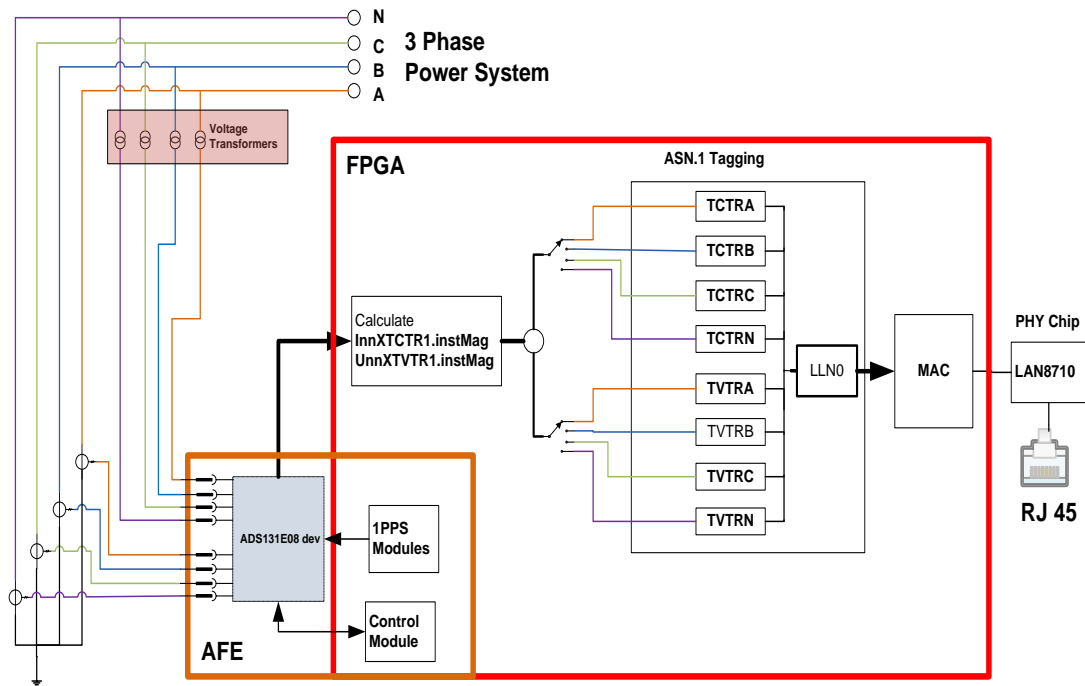 N
C
B
A
3 Phase
Power System
Voltage
Transformers
FPGA
ASN.1 Tagging
TCTRA
TCTRB
TCTRC
TCTRN
Calculate
InnXTCTR1.instMag
UnnXTVTR1.instMag
TVTRA
TVTRB
TVTRC
TVTRN
LLN0
MAC
PHY Chip
LAN8710
RJ 45
ADS131E08 dev
1PPS
Modules
Control
Module
AFE